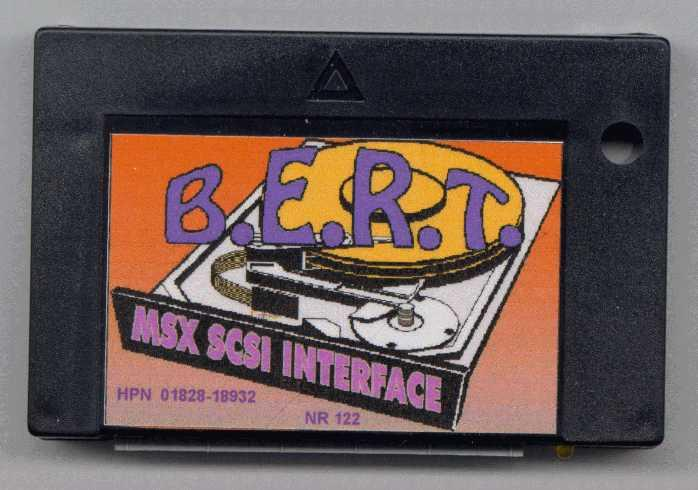 B.E.R.T.
MSX SCSI INTERFACE
HPN 01828-18932
NR 122